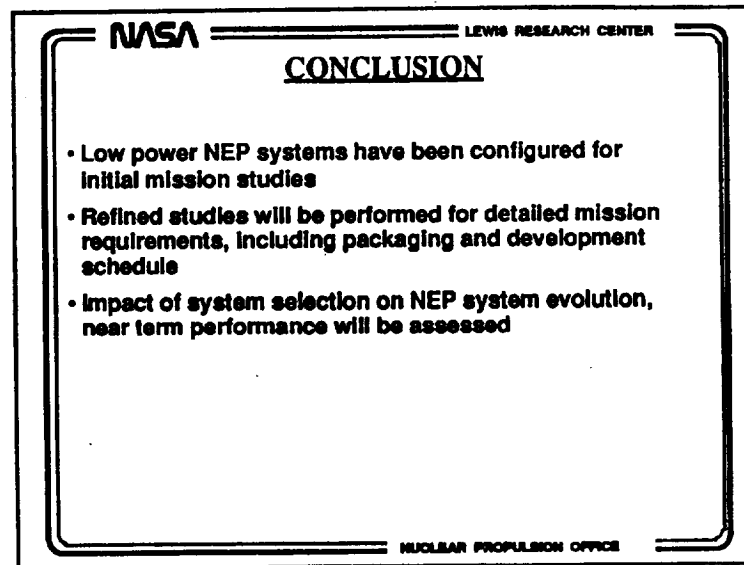 NASA
LEWIS RESEARCH CENTER
CONCLUSION
• Low power NEP systems have been configured for
initial mission studies
• Refined studies will be performed for detailed mission
requirements, including packaging and development
schedule
• Impact of system selection on NEP system evolution,
near term performance will be assessed
NUCLEAR PROPULSION OFFICE